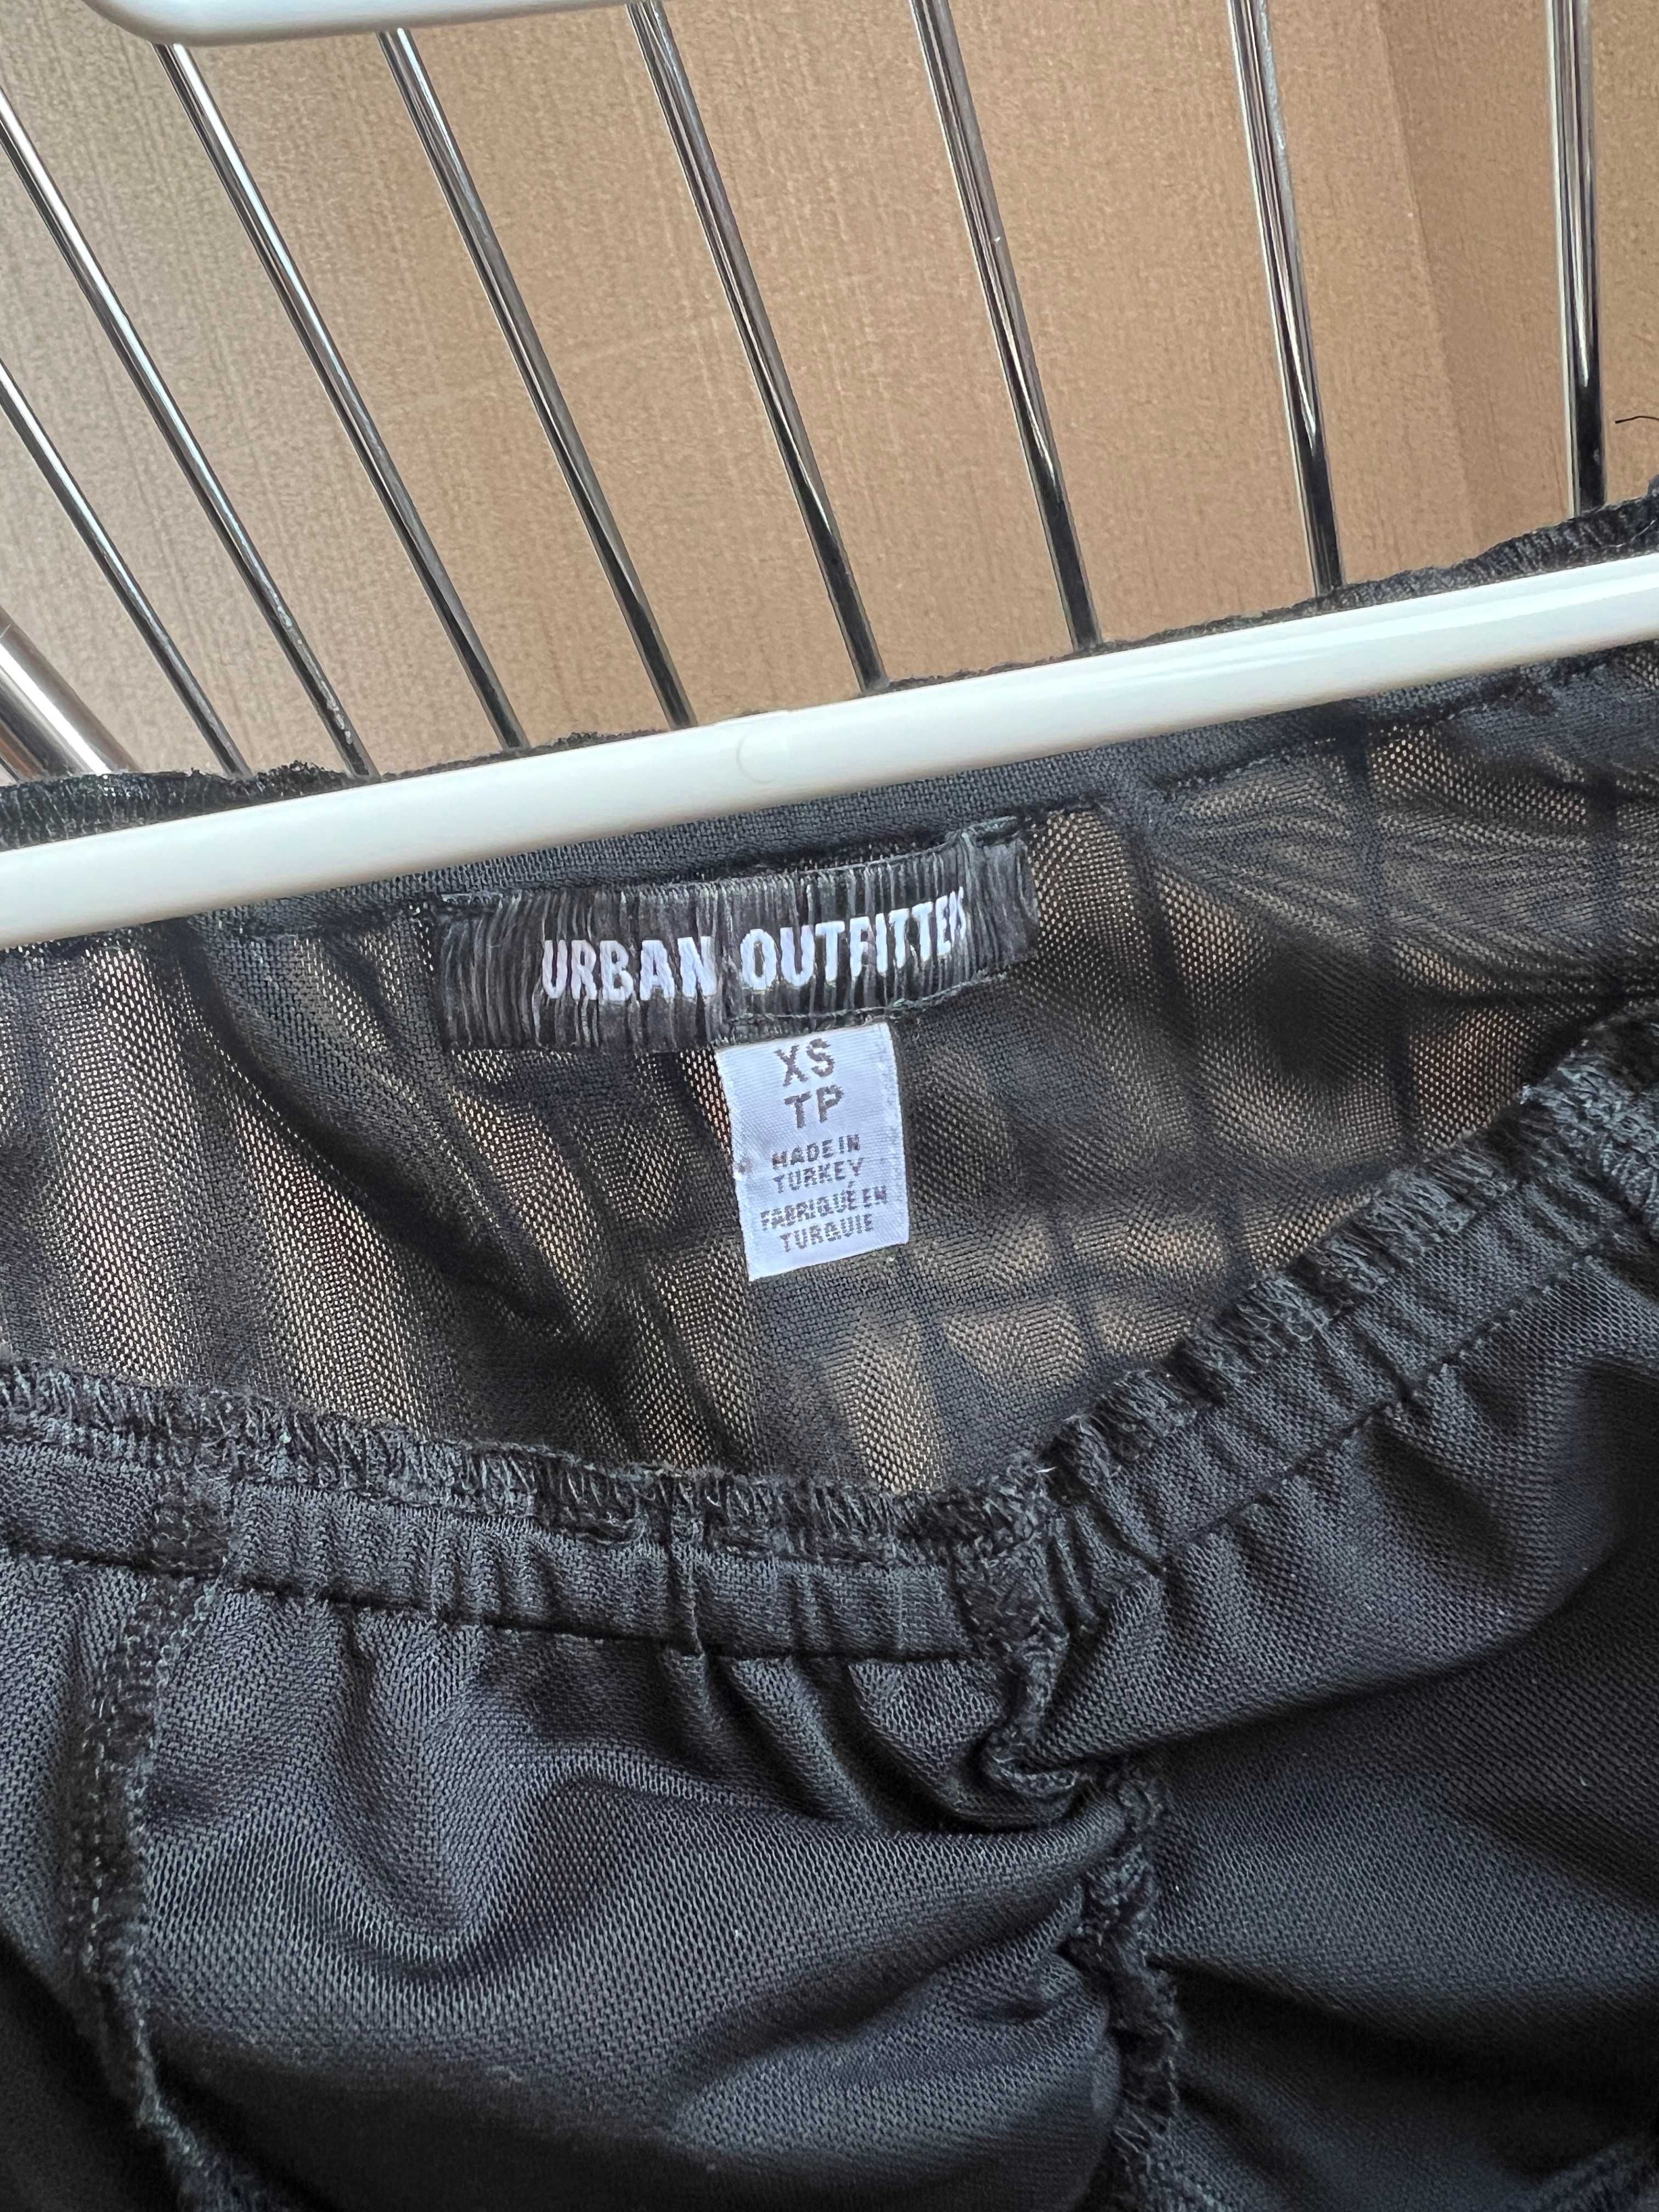 URBAN OUTFITTERS
XS
TP
MADE IN
TURKEY
FABRIQUÉ EN
TURQUIE